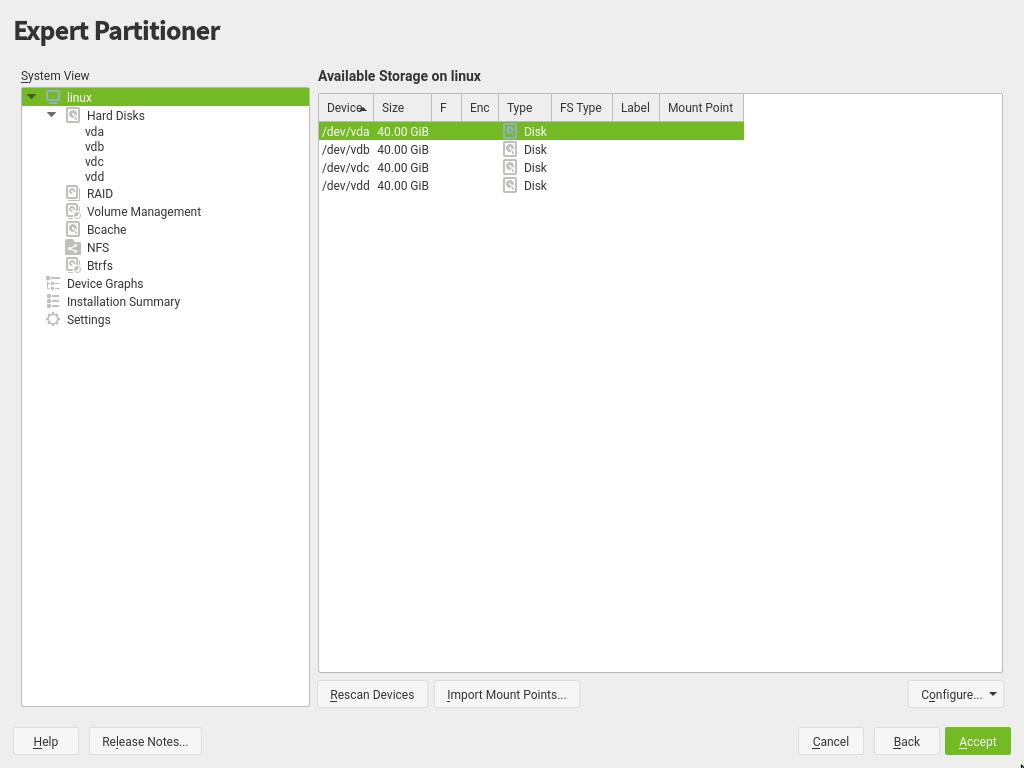 Expert Partitioner
System View
linux
Hard Disks
vda
vdb
vdc
vdd
RAID
Volume Management
Bcache
NFS
Btrfs
Device Graphs
Installation Summary
Settings
Available Storage on linux
Device Size F Enc Type FS Type Label Mount Point
/dev/vda 40.00 GiB Disk
/dev/vdb 40.00 GiB Disk
/dev/vdc 40.00 GiB Disk
/dev/vdd 40.00 GiB Disk
Rescan Devices Import Mount Points... Configure...
Help Release Notes... Cancel Back Accept